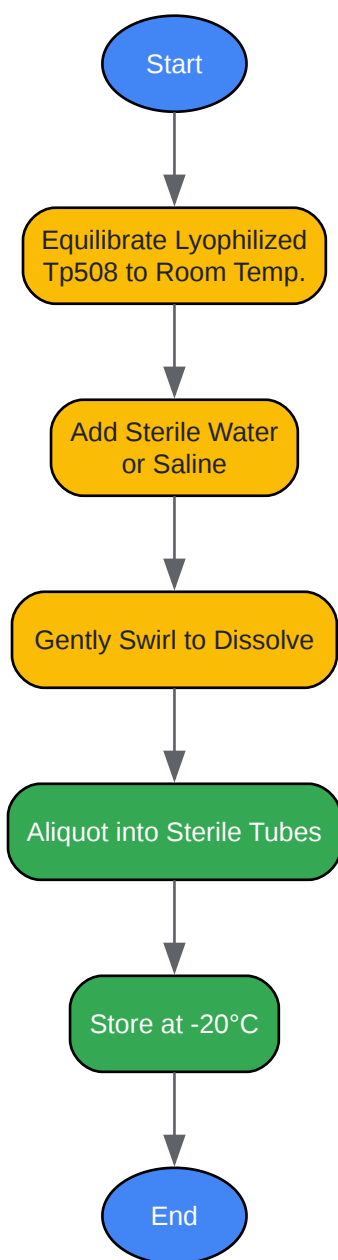 Start
Equilibrate Lyophilized
Tp508 to Room Temp.
Add Sterile Water
or Saline
Gently Swirl to Dissolve
Aliquot into Sterile Tubes
Store at -20°C
End